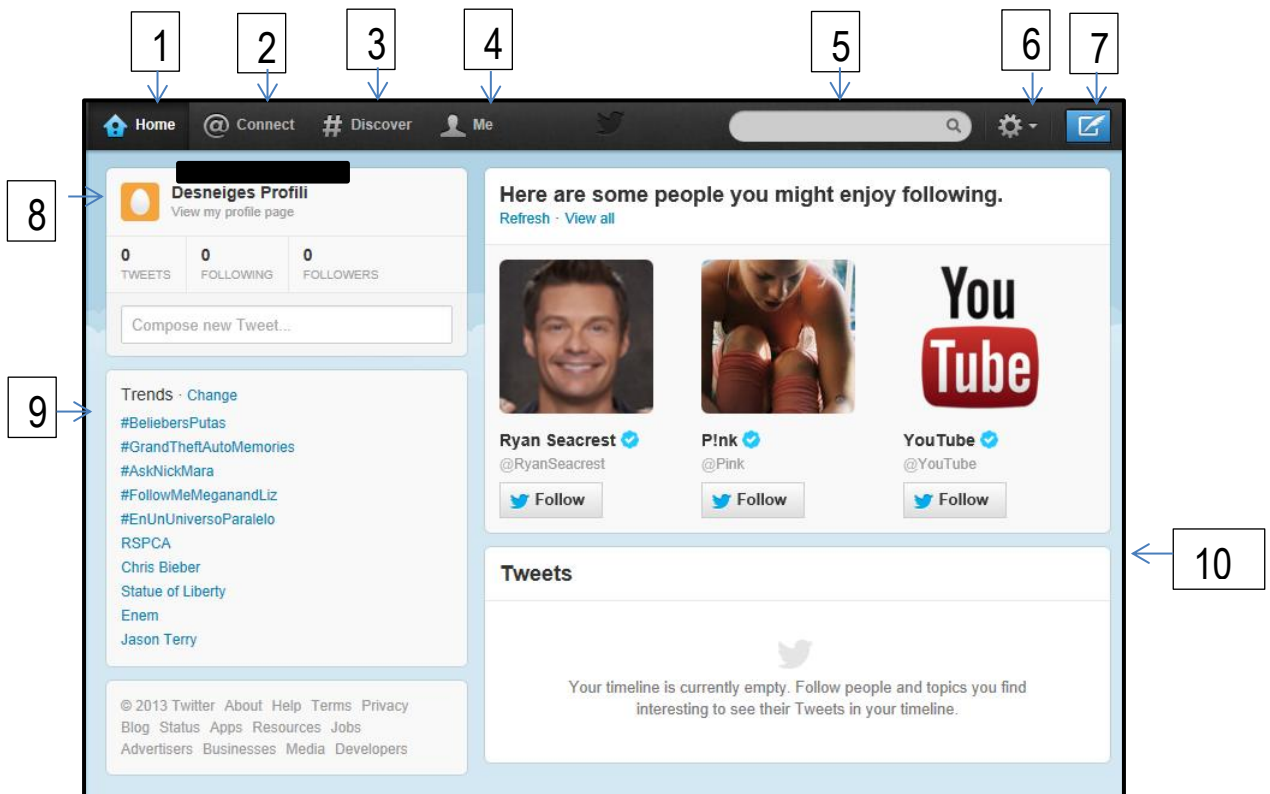 1 2 3 4 5 6 7
Home @ Connect # Discover Me
8
Desneiges Profili
View my profile page
0 0 0
TWEETS FOLLOWING FOLLOWERS
Compose new Tweet...
9
Trends · Change
#BeliebersPutas
#GrandTheftAutoMemories
#AskNickMara
#FollowMeMeganandLiz
#EnUnUniversoParalelo
RSPCA
Chris Bieber
Statue of Liberty
Enem
Jason Terry
© 2013 Twitter About Help Terms Privacy
Blog Status Apps Resources Jobs
Advertisers Businesses Media Developers
Here are some people you might enjoy following.
Refresh · View all
You
Tube
Ryan Seacrest P!nk YouTube
@RyanSeacrest @Pink @YouTube
Follow Follow Follow
10
Tweets
Your timeline is currently empty. Follow people and topics you find
interesting to see their Tweets in your timeline.